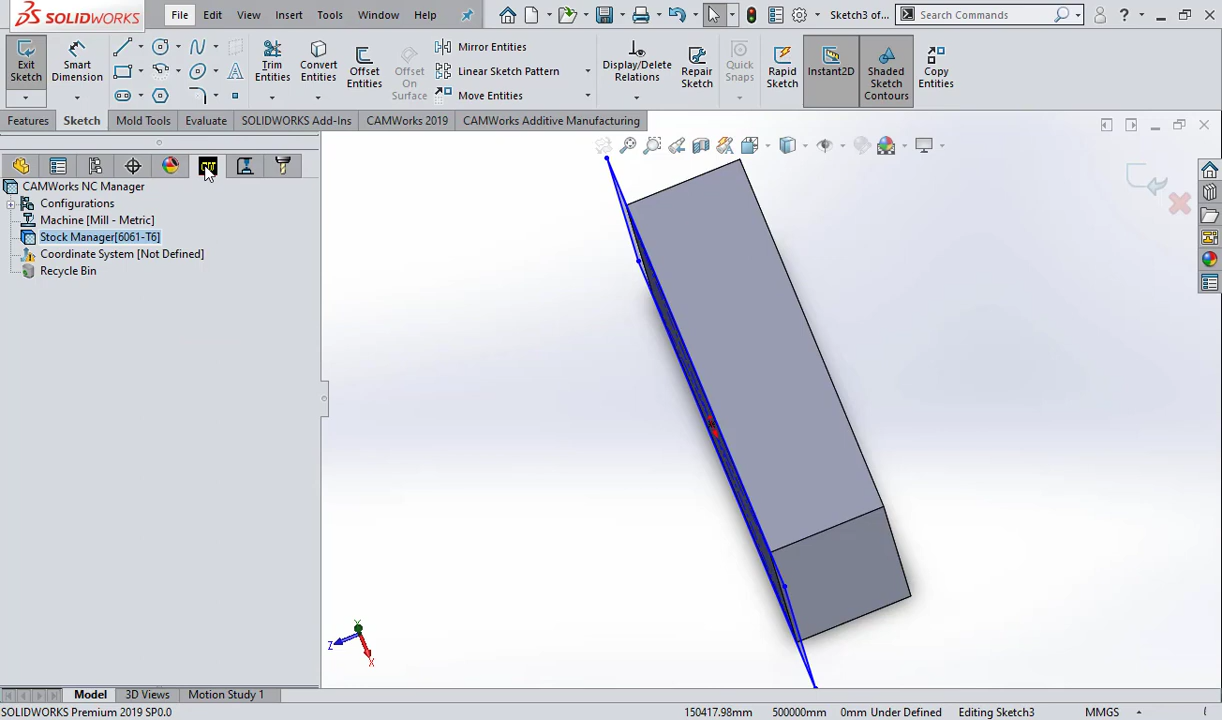 SOLIDWORKS
File
Edit
View
Insert
Tools
Window
Help
Sketch3 of...
Search Commands
?
Exit
Sketch
Smart
Dimension
Trim
Entities
Convert
Entities
Offset
Entities
Offset
On
Surface
Mirror Entities
Linear Sketch Pattern
Move Entities
Display/Delete
Relations
Repair
Sketch
Quick
Snaps
Rapid
Sketch
Instant2D
Shaded
Sketch
Contours
Copy
Entities
Features
Sketch
Mold Tools
Evaluate
SOLIDWORKS Add-Ins
CAMWorks 2019
CAMWorks Additive Manufacturing
CAMWorks NC Manager
Configurations
Machine [Mill - Metric]
Stock Manager[6061-T6]
Coordinate System [Not Defined]
Recycle Bin
Y
Z
X
Model
3D Views
Motion Study 1
SOLIDWORKS Premium 2019 SP0.0
150417.98mm
500000mm
0mm
Under Defined
Editing Sketch3
MMGS